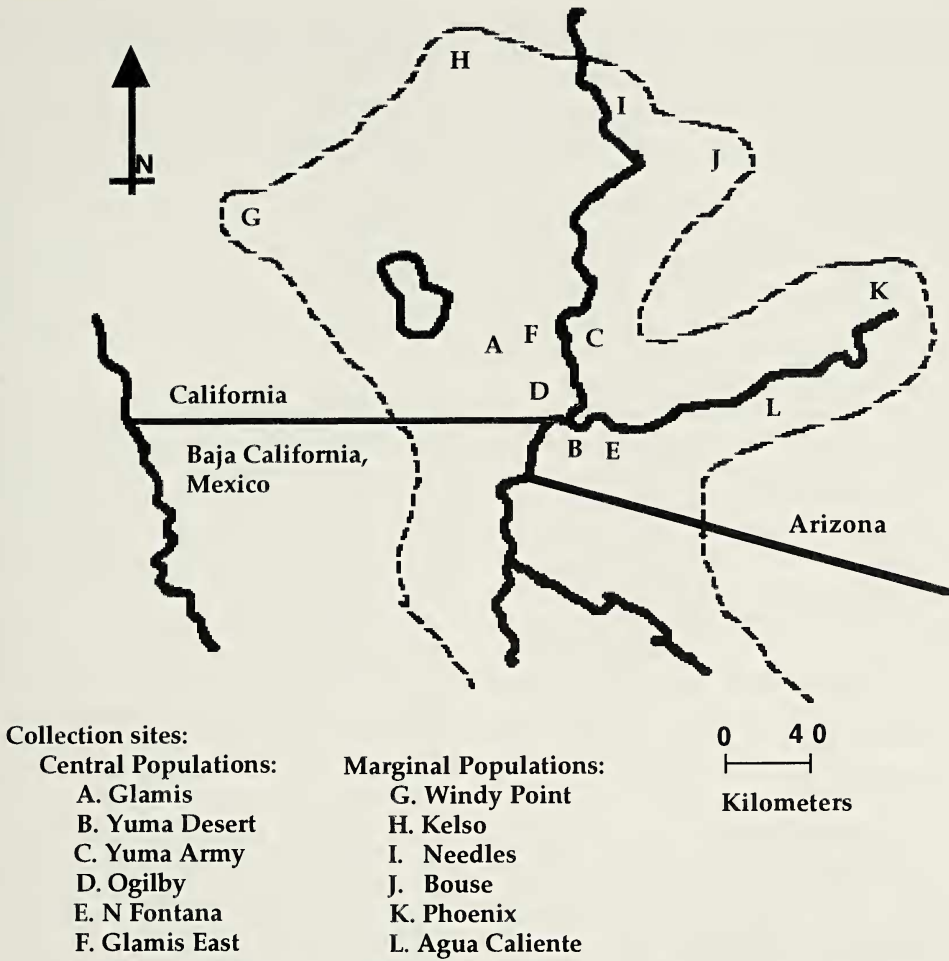 H
I
N
J
G
K
F
C
A
D
California
L
B E
Baja California,
Mexico
Arizona
Collection sites:
0 40
Central Populations: Marginal Populations:
Kilometers
A. Glamis G. Windy Point
B. Yuma Desert H. Kelso
C. Yuma Army I. Needles
D. Ogilby J. Bouse
E. N Fontana K. Phoenix
F. Glamis East L. Agua Caliente